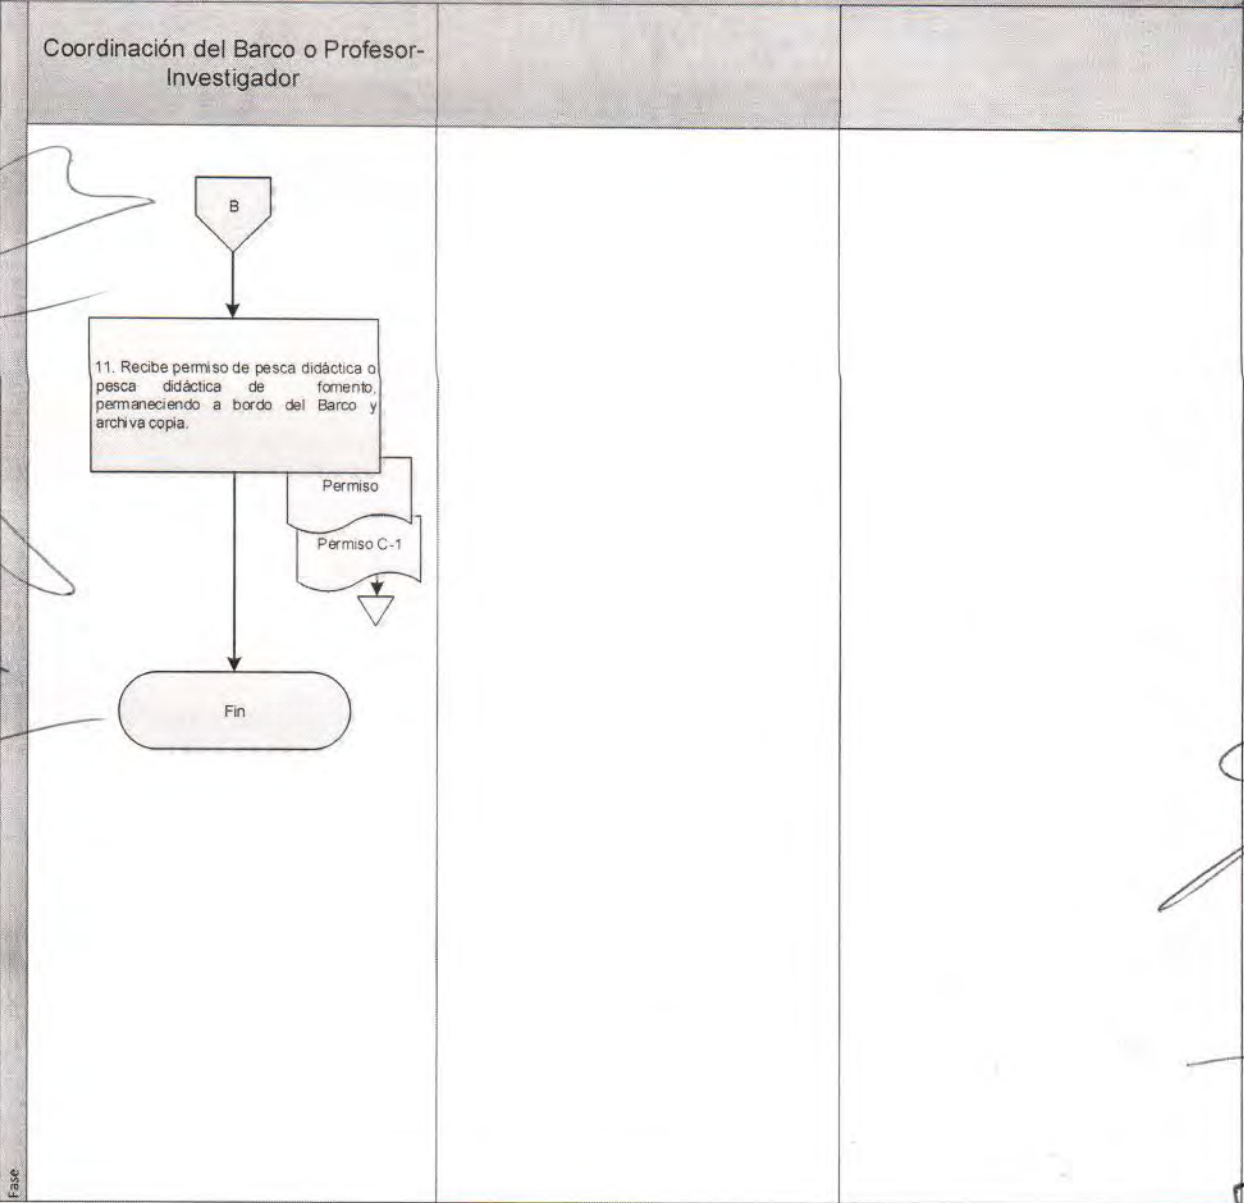 Coordinación del Barco o Profesor-
Investigador
B
11. Recibe permiso de pesca didáctica o
pesca didáctica de fomento,
permaneciendo a bordo del Barco y
archiva copia.
Permiso
Permiso C-1
Fin
Fase